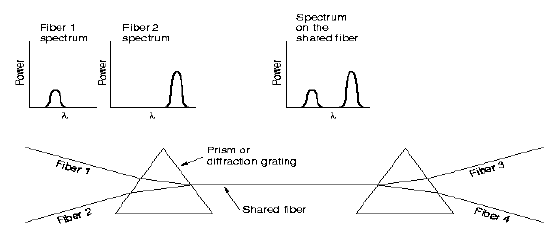 Fiber 1
spectrum
Fiber 2
spectrum
Spectrum
on the
shared fiber
Power
λ
Power
λ
Power
λ
Prism or
diffraction grating
Fiber 1
Fiber 2
Shared fiber
Fiber 3
Fiber 4